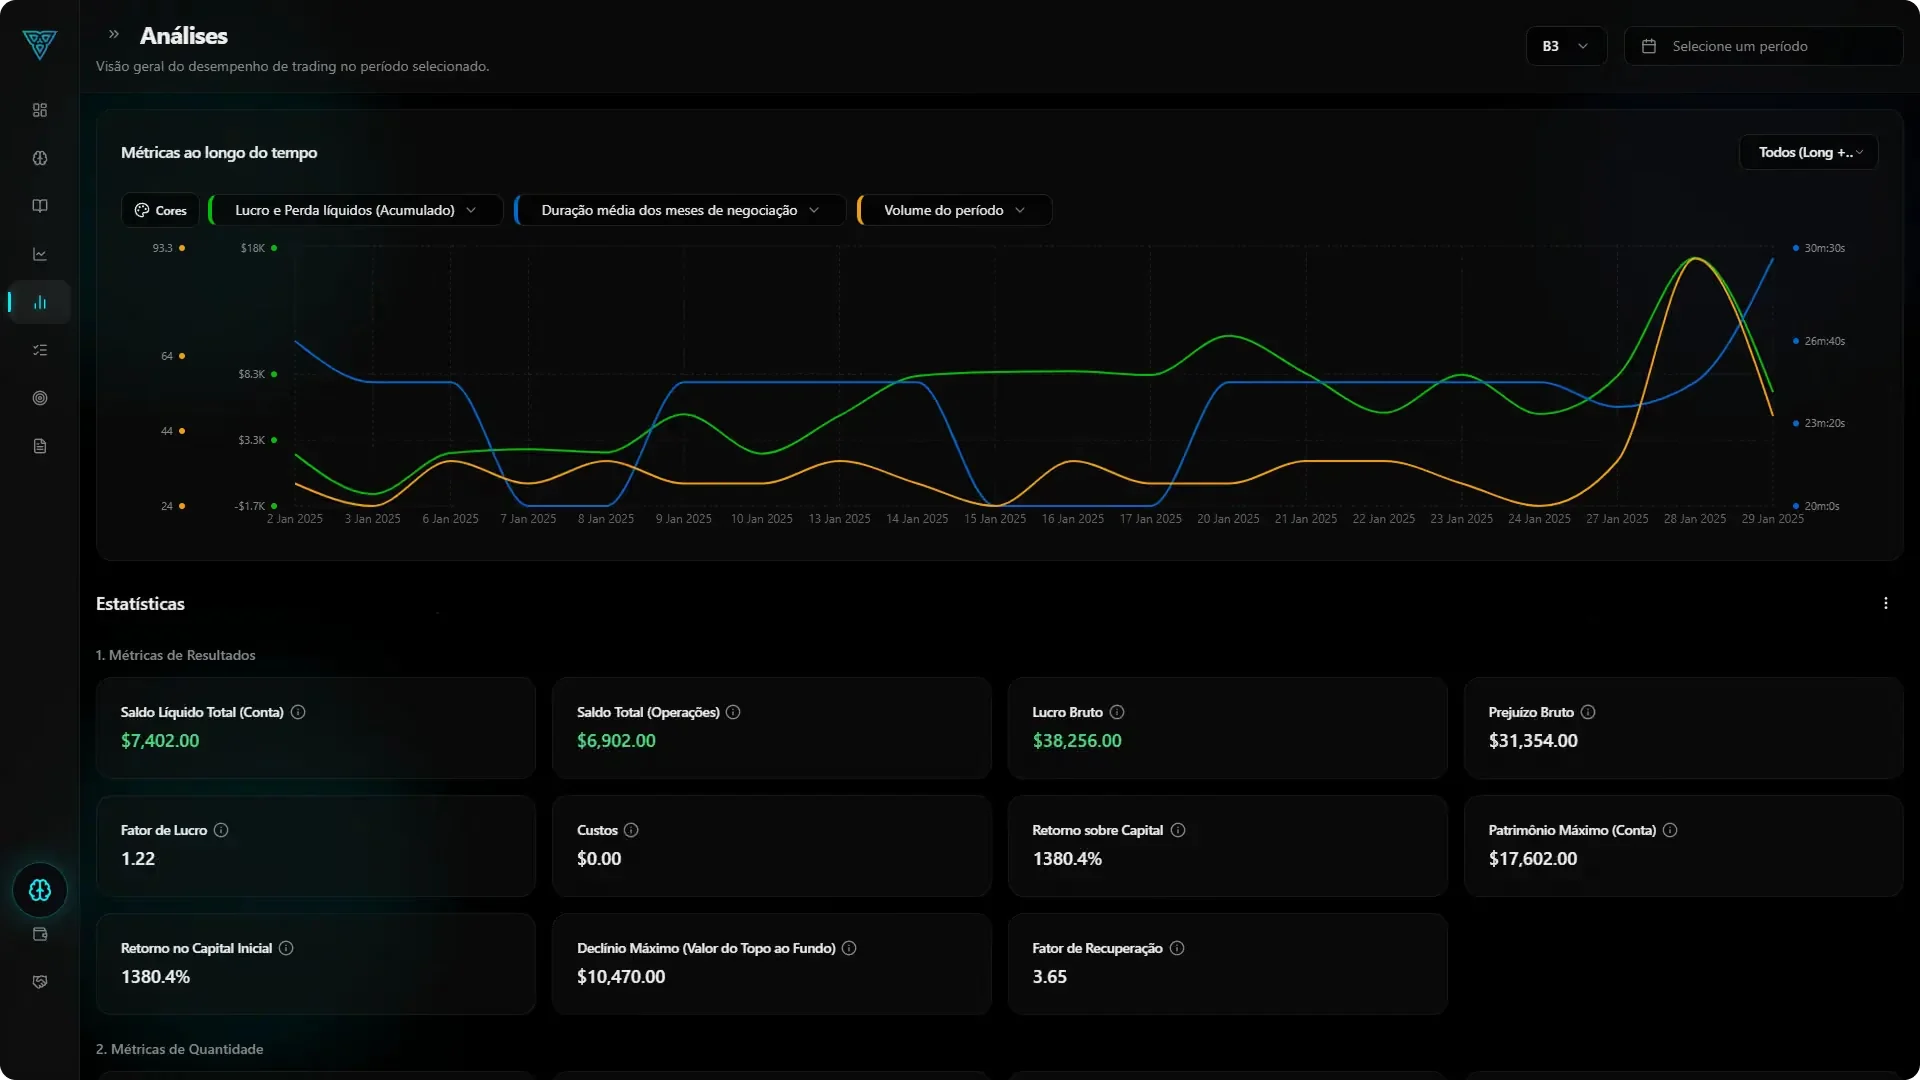 Análises
Visão geral do desempenho de trading no período selecionado.
B3
Selecione um período
Métricas ao longo do tempo
Todos (Long +..
Cores
Lucro e Perda líquidos (Acumulado)
Duração média dos meses de negociação
Volume do período
93.3
$18K
30m:30s
64
$8.3K
26m:40s
44
$3.3K
23m:20s
24
-$1.7K
20m:0s
2 Jan 2025
3 Jan 2025
6 Jan 2025
7 Jan 2025
8 Jan 2025
9 Jan 2025
10 Jan 2025
13 Jan 2025
14 Jan 2025
15 Jan 2025
16 Jan 2025
17 Jan 2025
20 Jan 2025
21 Jan 2025
22 Jan 2025
23 Jan 2025
24 Jan 2025
27 Jan 2025
28 Jan 2025
29 Jan 2025
Estatísticas
1. Métricas de Resultados
Saldo Líquido Total (Conta)
$7,402.00
Saldo Total (Operações)
$6,902.00
Lucro Bruto
$38,256.00
Prejuízo Bruto
$31,354.00
Fator de Lucro
1.22
Custos
$0.00
Retorno sobre Capital
1380.4%
Patrimônio Máximo (Conta)
$17,602.00
Retorno no Capital Inicial
1380.4%
Declínio Máximo (Valor do Topo ao Fundo)
$10,470.00
Fator de Recuperação
3.65
2. Métricas de Quantidade